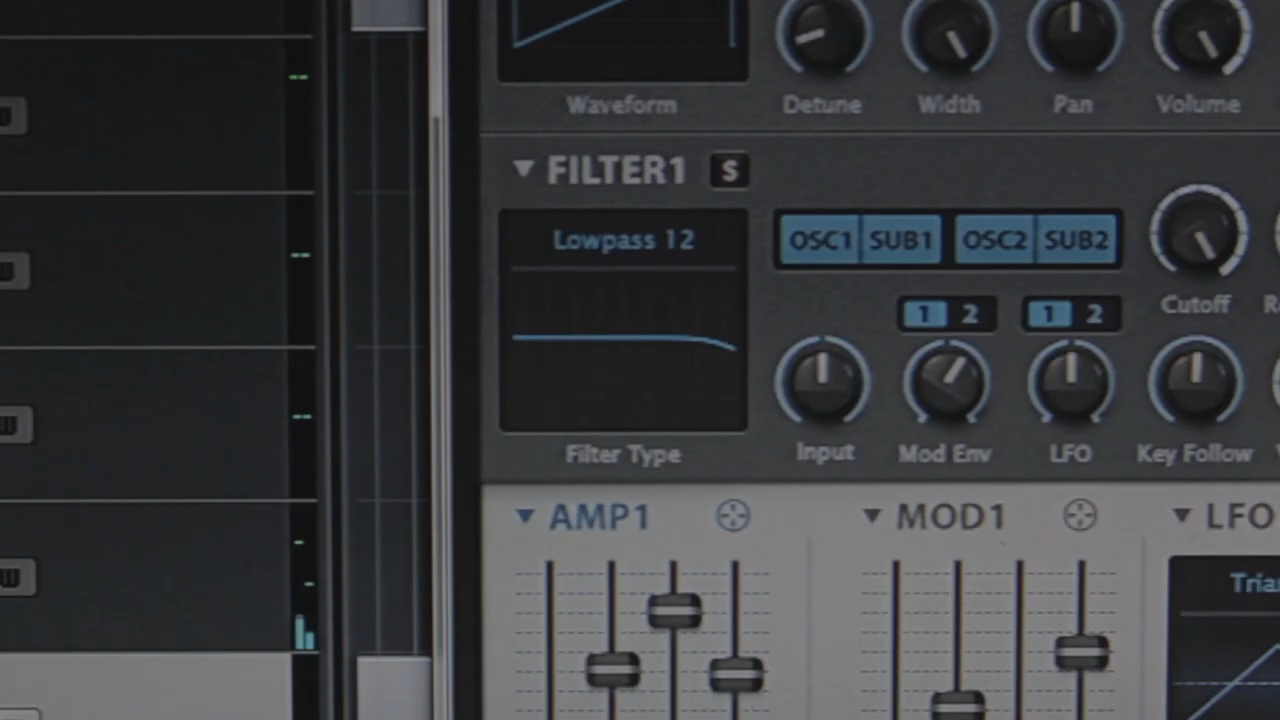 Waveform Detune Width Pan Volume
FILTER1 S
Lowpass 12 OSC1 SUB1 OSC2 SUB2
Cutoff
1 2 1 2
Filter Type Input Mod Env LFO Key Follow
AMP1 MOD1 LFO